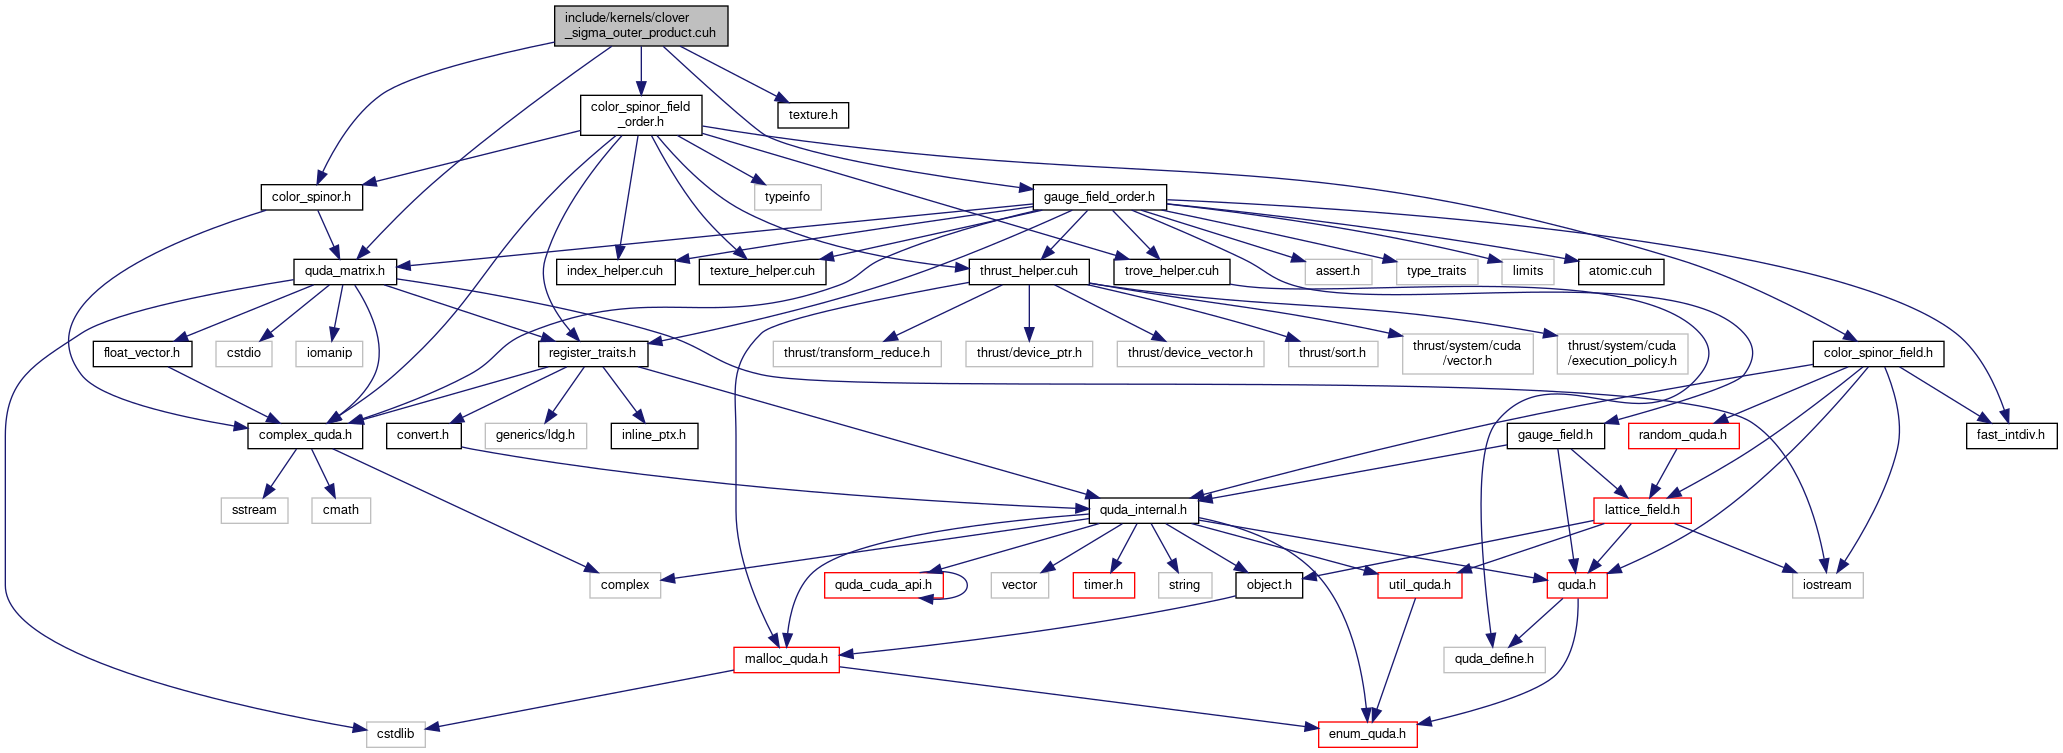 include/kernels/clover
_sigma_outer_product.cuh
color_spinor_field
_order.h
texture.h
color_spinor.h
typeinfo
gauge_field_order.h
quda_matrix.h
index_helper.cuh
texture_helper.cuh
thrust_helper.cuh
trove_helper.cuh
assert.h
type_traits
limits
atomic.cuh
float_vector.h
cstdio
iomanip
register_traits.h
thrust/transform_reduce.h
thrust/device_ptr.h
thrust/device_vector.h
thrust/sort.h
thrust/system/cuda
/vector.h
thrust/system/cuda
/execution_policy.h
color_spinor_field.h
complex_quda.h
convert.h
generics/ldg.h
inline_ptx.h
gauge_field.h
random_quda.h
fast_intdiv.h
sstream
cmath
quda_internal.h
lattice_field.h
complex
quda_cuda_api.h
vector
timer.h
string
object.h
util_quda.h
quda.h
iostream
malloc_quda.h
quda_define.h
cstdlib
enum_quda.h